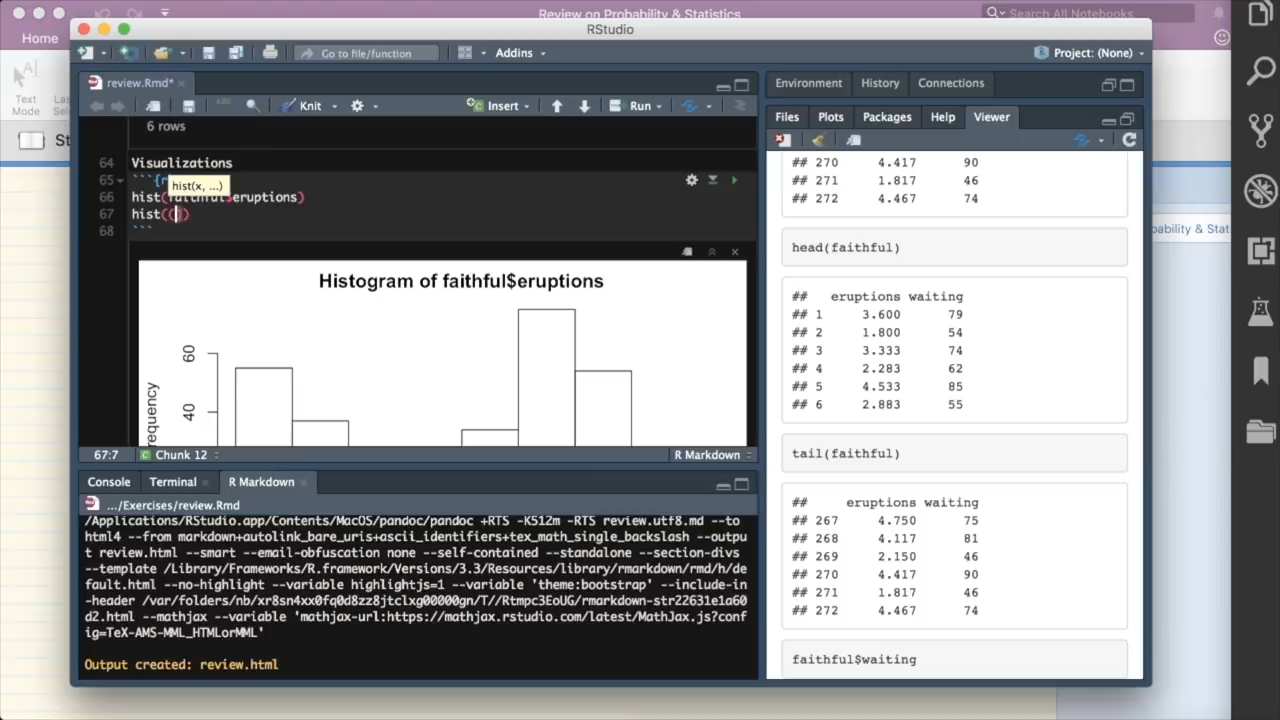 Review on Probability & Statistics
Search All Notebooks
Home
Text
Mode
RStudio
Go to file/function
Addins
Project: (None)
review.Rmd*
Knit
Insert
Run
6 rows
64 Visualizations
65 ```{r
hist(x, ...)
66 hist(faithful$eruptions)
67 hist(())
68 ```
Histogram of faithful$eruptions
60
40
67:7
Chunk 12
R Markdown
Console
Terminal
R Markdown
.../Exercises/review.Rmd
/Applications/RStudio.app/Contents/MacOS/pandoc/pandoc +RTS -K512m -RTS review.utf8.md --to
html4 --from markdown+autolink_bare_uris+ascii_identifiers+tex_math_single_backslash --outpu
t review.html --smart --email-obfuscation none --self-contained --standalone --section-divs
--template /Library/Frameworks/R.framework/Versions/3.3/Resources/library/rmarkdown/rmd/h/de
fault.html --no-highlight --variable highlightjs=1 --variable 'theme:bootstrap' --include-in
-header /var/folders/nb/xr8sn4xx0fq0d8zz8jtclxg00000gn/T//Rtmpc3EoUG/rmarkdown-str22631e1a60
d2.html --mathjax --variable 'mathjax-url:https://mathjax.rstudio.com/latest/MathJax.js?conf
ig=TeX-AMS-MML_HTMLorMML'
Output created: review.html
Environment
History
Connections
Files
Plots
Packages
Help
Viewer
## 270 4.417 90
## 271 1.817 46
## 272 4.467 74
head(faithful)
## eruptions waiting
## 1 3.600 79
## 2 1.800 54
## 3 3.333 74
## 4 2.283 62
## 5 4.533 85
## 6 2.883 55
tail(faithful)
## eruptions waiting
## 267 4.750 75
## 268 4.117 81
## 269 2.150 46
## 270 4.417 90
## 271 1.817 46
## 272 4.467 74
faithful$waiting